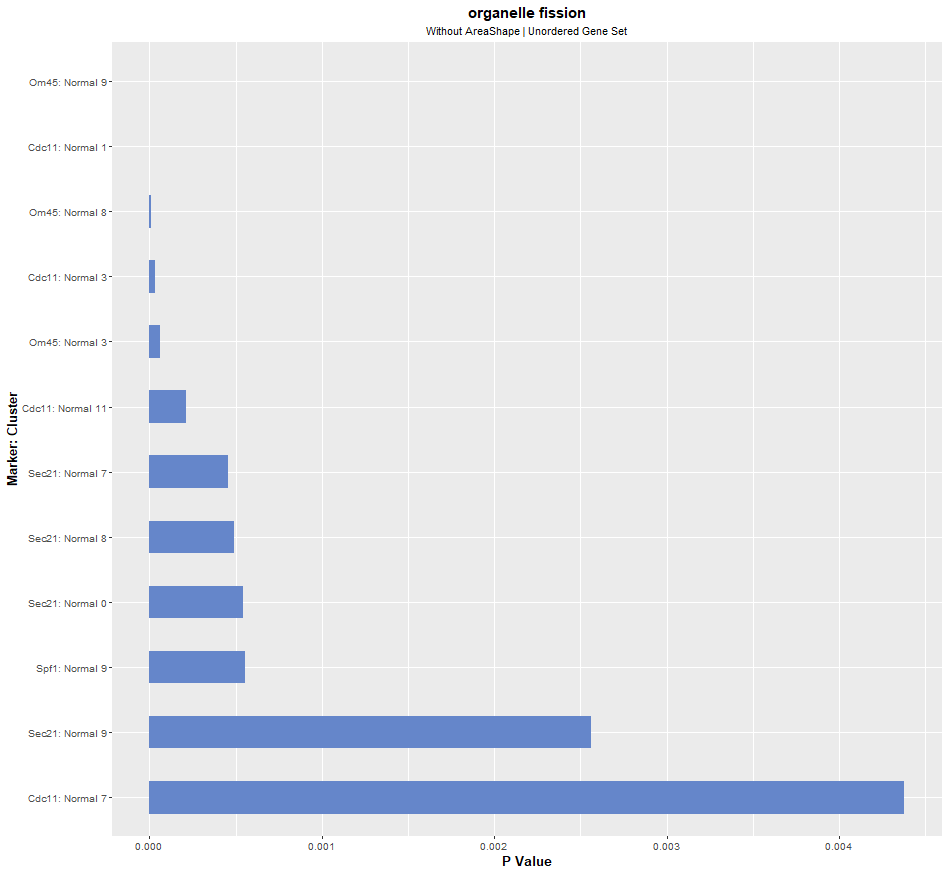 organelle fission
Without AreaShape | Unordered Gene Set
Marker: Cluster
Om45: Normal 9
Cdc11: Normal 1
Om45: Normal 8
Cdc11: Normal 3
Om45: Normal 3
Cdc11: Normal 11
Sec21: Normal 7
Sec21: Normal 8
Sec21: Normal 0
Spf1: Normal 9
Sec21: Normal 9
Cdc11: Normal 7
0.000 0.001 0.002 0.003 0.004
P Value